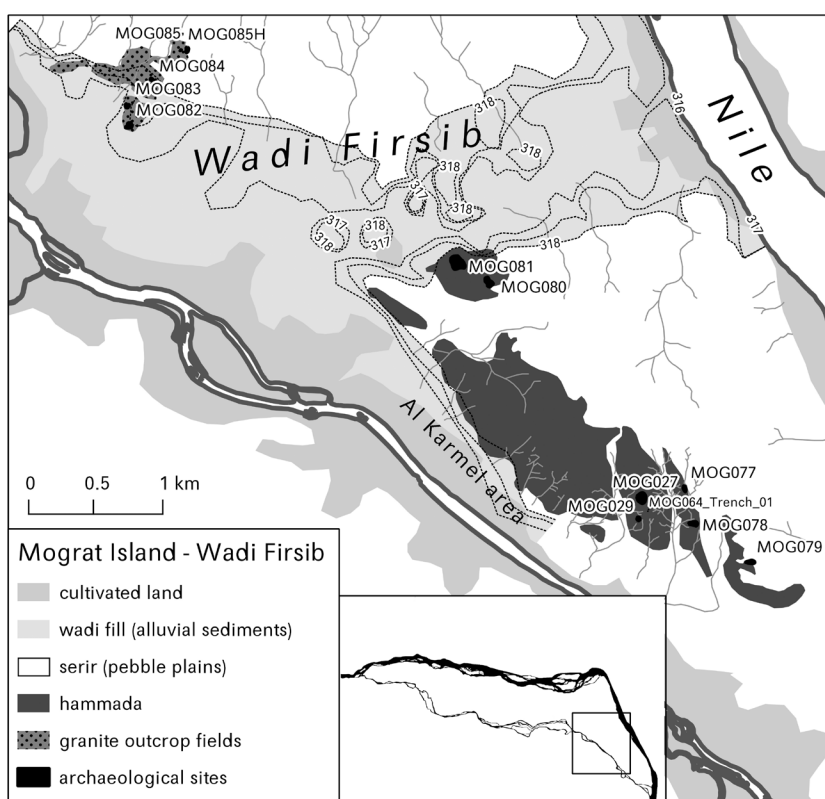 MOG085
MOG085H
MOG084
MOG083
MOG082
316
318
Wadi Firsib
Nile
318
318
317
318
317
318
318
317
317
318
MOG081
MOG080
Al Karmel area
0 0.5 1 km
MOG077
MOG027
MOG064_Trench_01
MOG029
MOG078
MOG079
Mograt Island - Wadi Firsib
cultivated land
wadi fill (alluvial sediments)
serir (pebble plains)
hammada
granite outcrop fields
archaeological sites